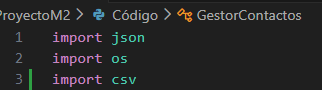 ProyectoM2 > Código > GestorContactos
1 import json
2 import os
3 import csv